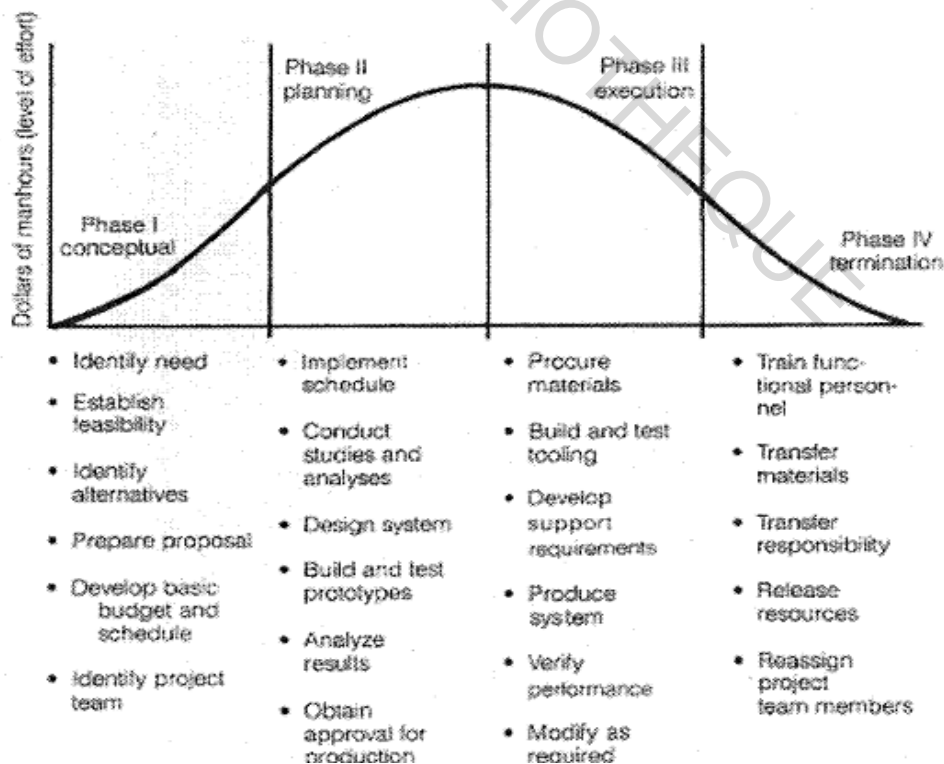 Dollars of manhours (level of effort)
Phase I
conceptual
Phase II
planning
Phase III
execution
Phase IV
termination
• Identify need
• Establish
feasibility
• Identify
alternatives
• Prepare proposal
• Develop basic
budget and
schedule
• Identify project
team
• Implement
schedule
• Conduct
studies and
analyses
• Design system
• Build and test
prototypes
• Analyze
results
• Obtain
approval for
production
• Procure
materials
• Build and test
tooling
• Develop
support
requirements
• Produce
system
• Verify
performance
• Modify as
required
• Train func-
tional person-
nel
• Transfer
materials
• Transfer
responsibility
• Release
resources
• Reassign
project
team members
IOTHEQUE